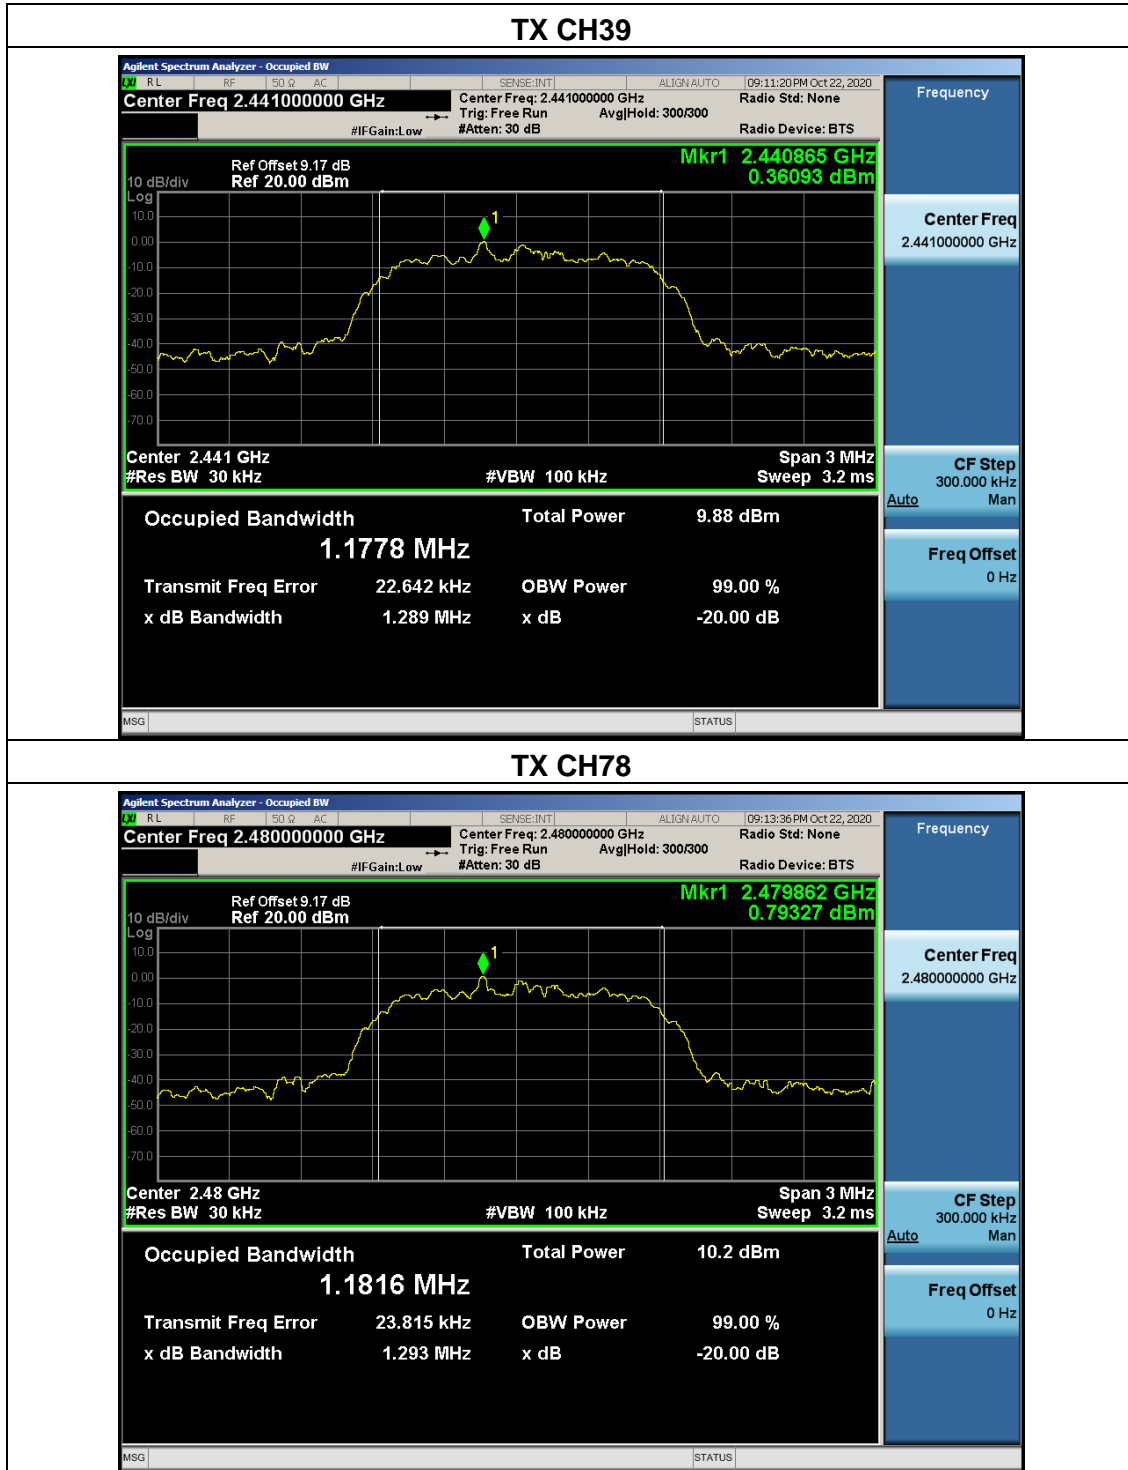 TX CH39
Agilent Spectrum Analyzer - Occupied BW
LXI RL RF 50 Ω AC SENSE:INT ALIGN AUTO 09:11:20 PM Oct 22, 2020
Center Freq 2.441000000 GHz
Center Freq: 2.441000000 GHz Radio Std: None
Trig: Free Run Avg|Hold: 300/300
#IFGain:Low #Atten: 30 dB Radio Device: BTS
Frequency
Mkr1 2.440865 GHz
0.36093 dBm
Ref Offset 9.17 dB
10 dB/div Ref 20.00 dBm
Log
10.0
0.00
-10.0
-20.0
-30.0
-40.0
-50.0
-60.0
-70.0
1
Center Freq
2.441000000 GHz
Center 2.441 GHz Span 3 MHz
#Res BW 30 kHz #VBW 100 kHz Sweep 3.2 ms
CF Step
300.000 kHz
Auto Man
Occupied Bandwidth Total Power 9.88 dBm
1.1778 MHz
Freq Offset
0 Hz
Transmit Freq Error 22.642 kHz OBW Power 99.00 %
x dB Bandwidth 1.289 MHz x dB -20.00 dB
MSG STATUS
TX CH78
Agilent Spectrum Analyzer - Occupied BW
LXI RL RF 50 Ω AC SENSE:INT ALIGN AUTO 09:13:36 PM Oct 22, 2020
Center Freq 2.480000000 GHz
Center Freq: 2.480000000 GHz Radio Std: None
Trig: Free Run Avg|Hold: 300/300
#IFGain:Low #Atten: 30 dB Radio Device: BTS
Frequency
Mkr1 2.479862 GHz
0.79327 dBm
Ref Offset 9.17 dB
10 dB/div Ref 20.00 dBm
Log
10.0
0.00
-10.0
-20.0
-30.0
-40.0
-50.0
-60.0
-70.0
1
Center Freq
2.480000000 GHz
Center 2.48 GHz Span 3 MHz
#Res BW 30 kHz #VBW 100 kHz Sweep 3.2 ms
CF Step
300.000 kHz
Auto Man
Occupied Bandwidth Total Power 10.2 dBm
1.1816 MHz
Freq Offset
0 Hz
Transmit Freq Error 23.815 kHz OBW Power 99.00 %
x dB Bandwidth 1.293 MHz x dB -20.00 dB
MSG STATUS